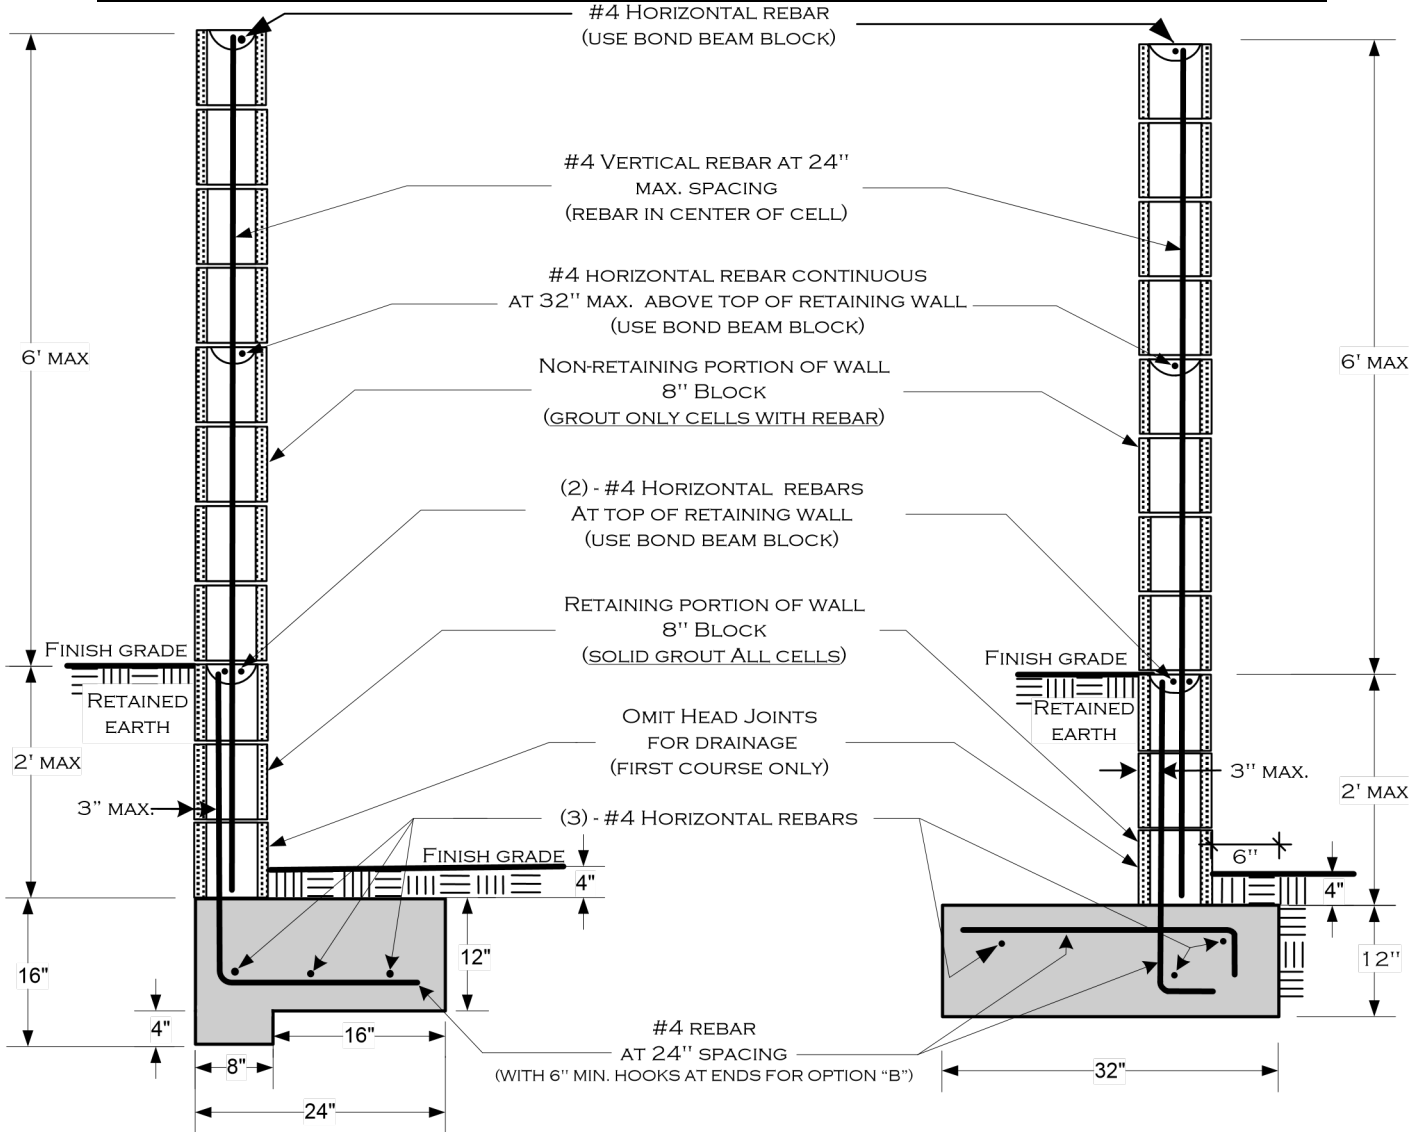 #4 HORIZONTAL REBAR
(USE BOND BEAM BLOCK)
#4 VERTICAL REBAR AT 24"
MAX. SPACING
(REBAR IN CENTER OF CELL)
#4 HORIZONTAL REBAR CONTINUOUS
AT 32" MAX. ABOVE TOP OF RETAINING WALL
(USE BOND BEAM BLOCK)
6' MAX
6' MAX
NON-RETAINING PORTION OF WALL
8" BLOCK
(GROUT ONLY CELLS WITH REBAR)
(2) - #4 HORIZONTAL REBARS
AT TOP OF RETAINING WALL
(USE BOND BEAM BLOCK)
RETAINING PORTION OF WALL
8" BLOCK
(SOLID GROUT ALL CELLS)
FINISH GRADE
FINISH GRADE
RETAINED
EARTH
RETAINED
EARTH
OMIT HEAD JOINTS
FOR DRAINAGE
(FIRST COURSE ONLY)
2' MAX
3" MAX.
2' MAX
3" MAX.
(3) - #4 HORIZONTAL REBARS
FINISH GRADE
4"
6"
4"
16"
12"
12"
4"
16"
8"
24"
#4 REBAR
AT 24" SPACING
(WITH 6" MIN. HOOKS AT ENDS FOR OPTION “B”)
32"